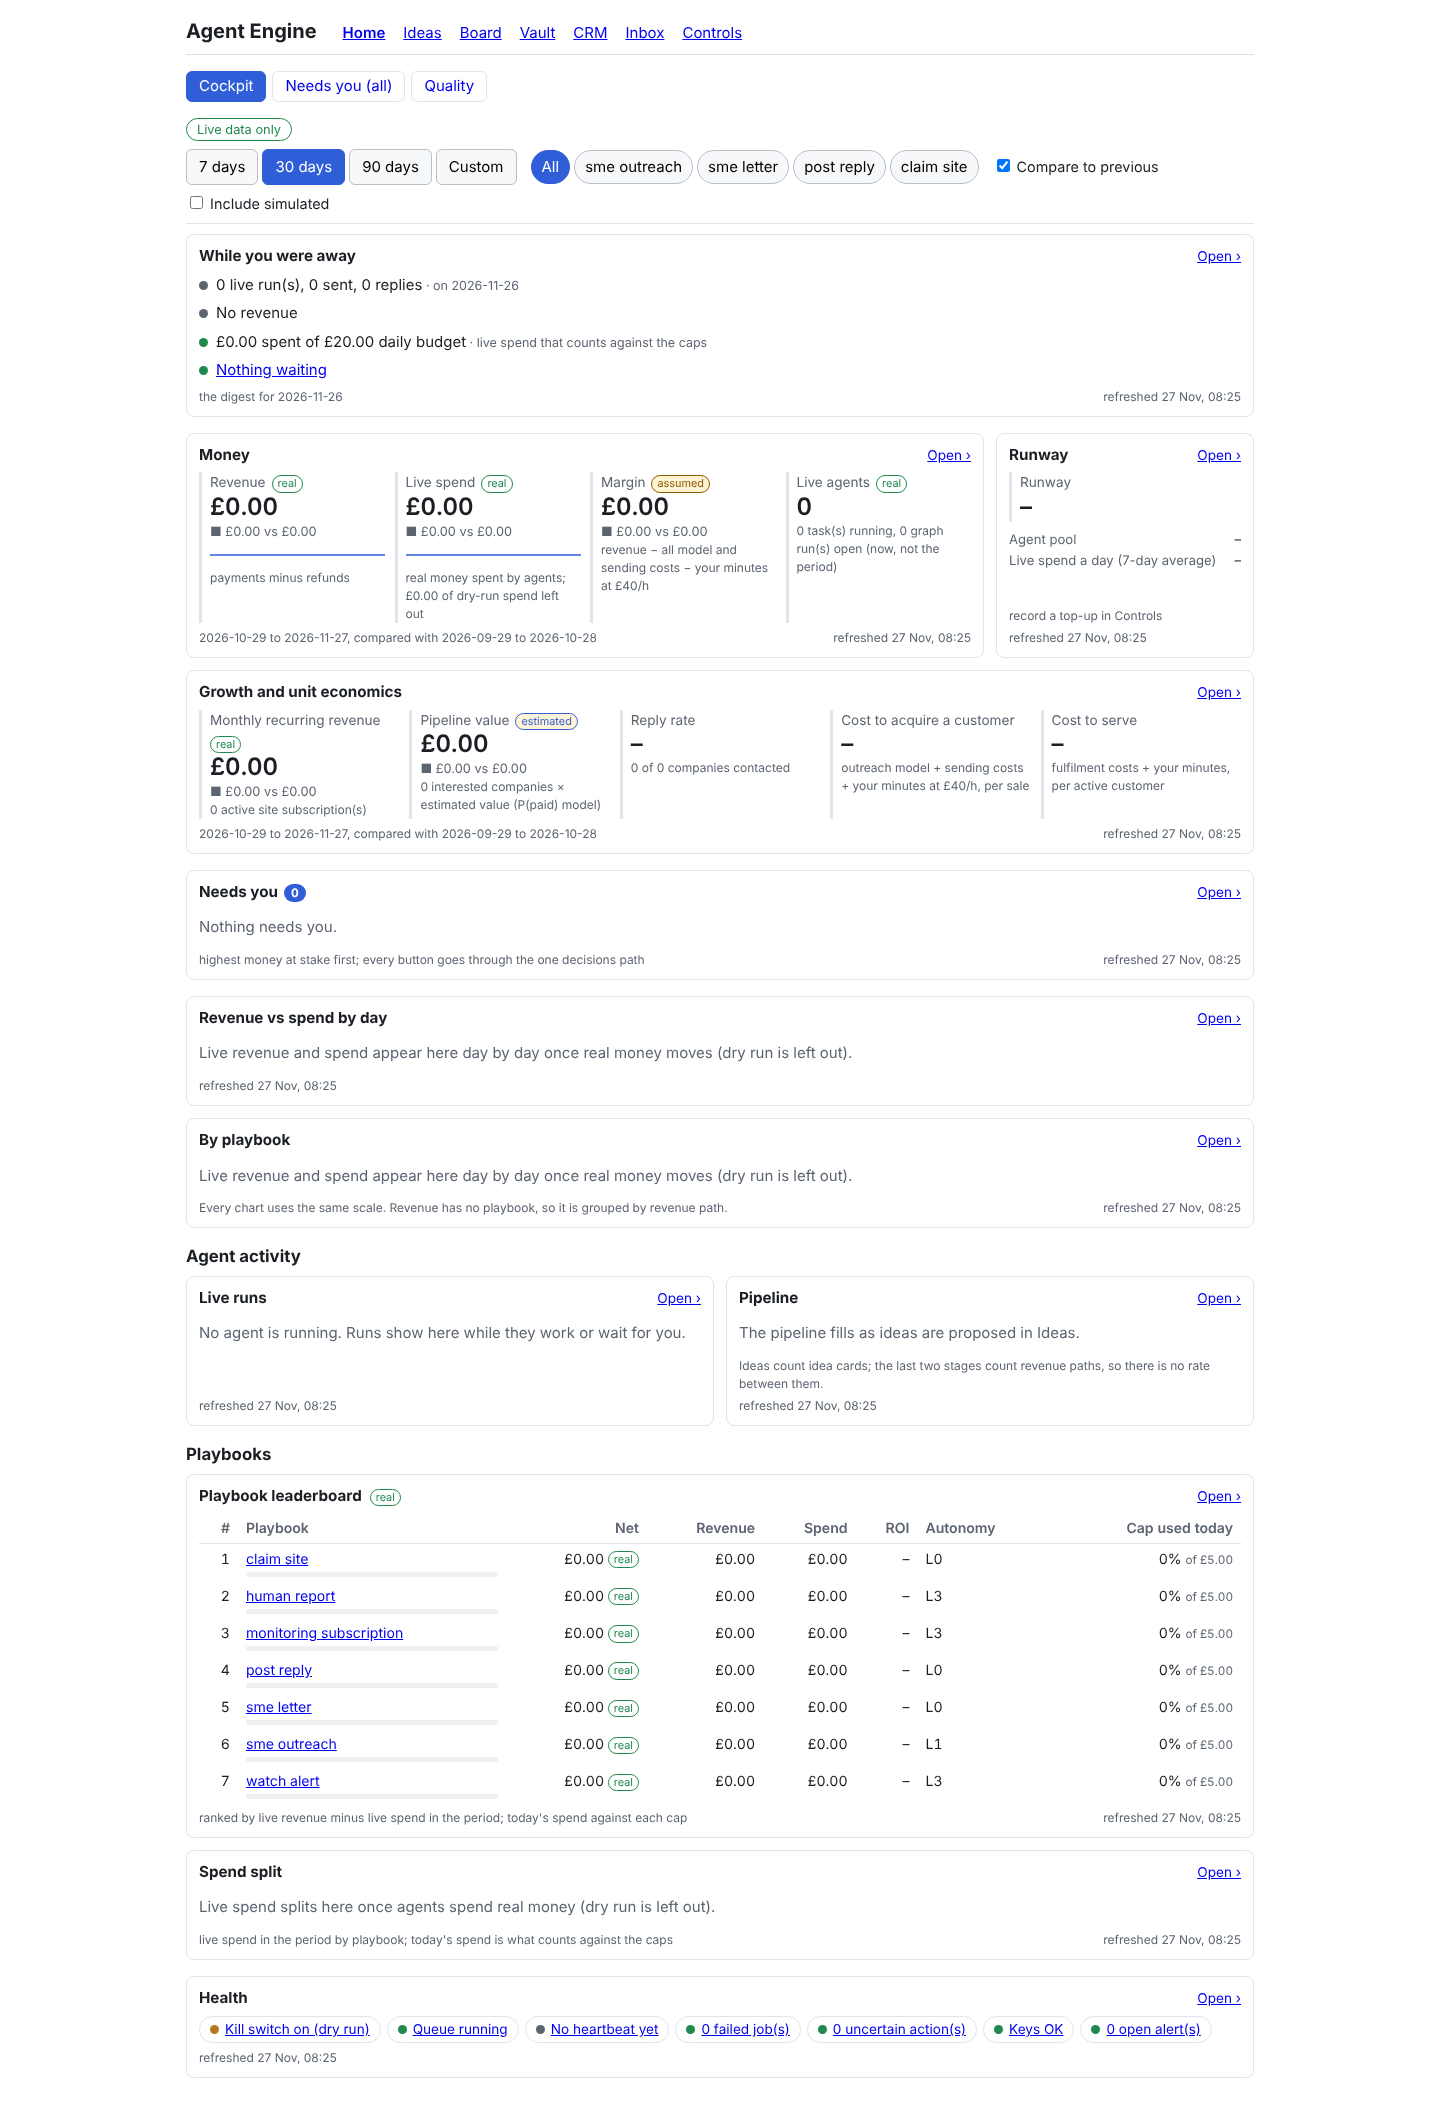 Agent Engine Home Ideas Board Vault CRM Inbox Controls
Cockpit Needs you (all) Quality
Live data only
7 days 30 days 90 days Custom All sme outreach sme letter post reply claim site Compare to previous
Include simulated
While you were away Open ›
0 live run(s), 0 sent, 0 replies · on 2026-11-26
No revenue
£0.00 spent of £20.00 daily budget · live spend that counts against the caps
Nothing waiting
the digest for 2026-11-26 refreshed 27 Nov, 08:25
Money Open ›
Revenue real
£0.00
■ £0.00 vs £0.00
payments minus refunds
Live spend real
£0.00
■ £0.00 vs £0.00
real money spent by agents;
£0.00 of dry-run spend left
out
Margin assumed
£0.00
■ £0.00 vs £0.00
revenue − all model and
sending costs − your minutes
at £40/h
Live agents real
0
0 task(s) running, 0 graph
run(s) open (now, not the
period)
2026-10-29 to 2026-11-27, compared with 2026-09-29 to 2026-10-28 refreshed 27 Nov, 08:25
Runway Open ›
Runway
–
Agent pool –
Live spend a day (7-day average) –
record a top-up in Controls
refreshed 27 Nov, 08:25
Growth and unit economics Open ›
Monthly recurring revenue
real
£0.00
■ £0.00 vs £0.00
0 active site subscription(s)
Pipeline value estimated
£0.00
■ £0.00 vs £0.00
0 interested companies ×
estimated value (P(paid) model)
Reply rate
–
0 of 0 companies contacted
Cost to acquire a customer
–
outreach model + sending costs
+ your minutes at £40/h, per sale
Cost to serve
–
fulfilment costs + your minutes,
per active customer
2026-10-29 to 2026-11-27, compared with 2026-09-29 to 2026-10-28 refreshed 27 Nov, 08:25
Needs you 0 Open ›
Nothing needs you.
highest money at stake first; every button goes through the one decisions path refreshed 27 Nov, 08:25
Revenue vs spend by day Open ›
Live revenue and spend appear here day by day once real money moves (dry run is left out).
refreshed 27 Nov, 08:25
By playbook Open ›
Live revenue and spend appear here day by day once real money moves (dry run is left out).
Every chart uses the same scale. Revenue has no playbook, so it is grouped by revenue path. refreshed 27 Nov, 08:25
Agent activity
Live runs Open ›
No agent is running. Runs show here while they work or wait for you.
refreshed 27 Nov, 08:25
Pipeline Open ›
The pipeline fills as ideas are proposed in Ideas.
Ideas count idea cards; the last two stages count revenue paths, so there is no rate
between them.
refreshed 27 Nov, 08:25
Playbooks
Playbook leaderboard real Open ›
# Playbook Net Revenue Spend ROI Autonomy Cap used today
1 claim site £0.00 real £0.00 £0.00 – L0 0% of £5.00
2 human report £0.00 real £0.00 £0.00 – L3 0% of £5.00
3 monitoring subscription £0.00 real £0.00 £0.00 – L3 0% of £5.00
4 post reply £0.00 real £0.00 £0.00 – L0 0% of £5.00
5 sme letter £0.00 real £0.00 £0.00 – L0 0% of £5.00
6 sme outreach £0.00 real £0.00 £0.00 – L1 0% of £5.00
7 watch alert £0.00 real £0.00 £0.00 – L3 0% of £5.00
ranked by live revenue minus live spend in the period; today's spend against each cap refreshed 27 Nov, 08:25
Spend split Open ›
Live spend splits here once agents spend real money (dry run is left out).
live spend in the period by playbook; today's spend is what counts against the caps refreshed 27 Nov, 08:25
Health Open ›
Kill switch on (dry run) Queue running No heartbeat yet 0 failed job(s) 0 uncertain action(s) Keys OK 0 open alert(s)
refreshed 27 Nov, 08:25